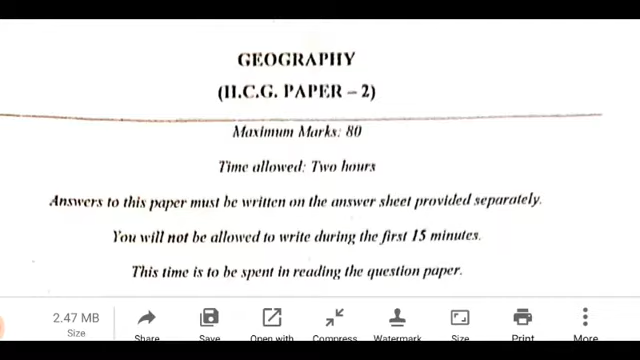 GEOGRAPHY
(H.C.G. PAPER – 2)
Maximum Marks: 80
Time allowed: Two hours
Answers to this paper must be written on the answer sheet provided separately.
You will not be allowed to write during the first 15 minutes.
This time is to be spent in reading the question paper.
2.47 MB
Size Share Save Open with Compress Watermark Size Print More